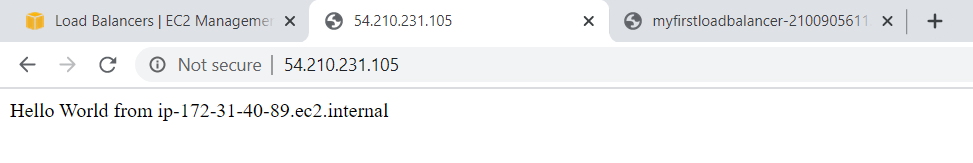 Load Balancers | EC2 Managemen
54.210.231.105
myfirstloadbalancer-2100905611
Not secure | 54.210.231.105
Hello World from ip-172-31-40-89.ec2.internal